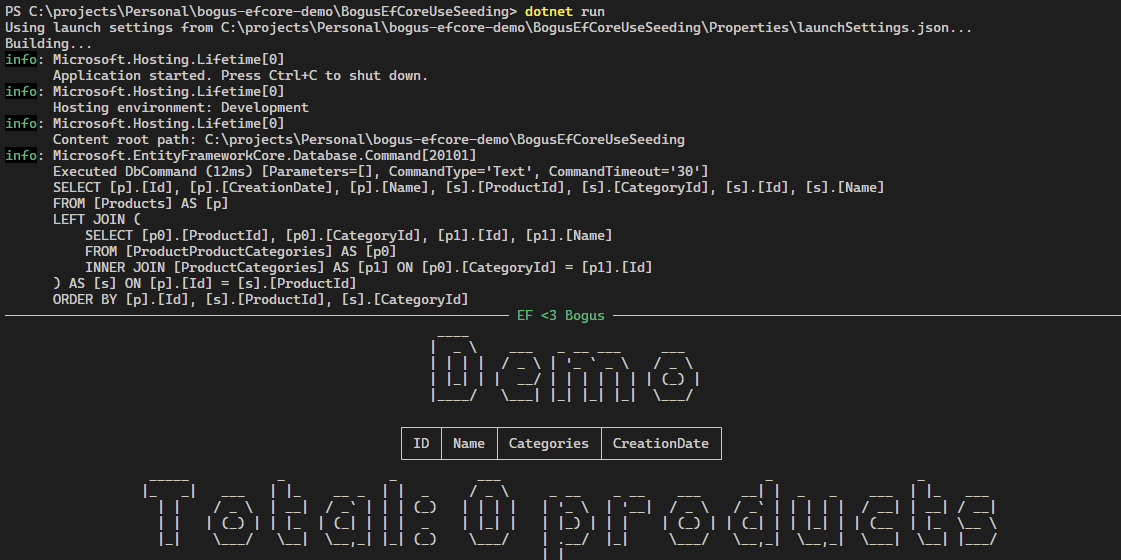 PS C:\projects\Personal\bogus-efcore-demo\BogusEfCoreUseSeeding> dotnet run
Using launch settings from C:\projects\Personal\bogus-efcore-demo\BogusEfCoreUseSeeding\Properties\launchSettings.json...
Building...
info: Microsoft.Hosting.Lifetime[0]
      Application started. Press Ctrl+C to shut down.
info: Microsoft.Hosting.Lifetime[0]
      Hosting environment: Development
info: Microsoft.Hosting.Lifetime[0]
      Content root path: C:\projects\Personal\bogus-efcore-demo\BogusEfCoreUseSeeding
info: Microsoft.EntityFrameworkCore.Database.Command[20101]
      Executed DbCommand (12ms) [Parameters=[], CommandType='Text', CommandTimeout='30']
      SELECT [p].[Id], [p].[CreationDate], [p].[Name], [s].[ProductId], [s].[CategoryId], [s].[Id], [s].[Name]
      FROM [Products] AS [p]
      LEFT JOIN (
          SELECT [p0].[ProductId], [p0].[CategoryId], [p1].[Id], [p1].[Name]
          FROM [ProductProductCategories] AS [p0]
          INNER JOIN [ProductCategories] AS [p1] ON [p0].[CategoryId] = [p1].[Id]
      ) AS [s] ON [p].[Id] = [s].[ProductId]
      ORDER BY [p].[Id], [s].[ProductId], [s].[CategoryId]
EF <3 Bogus
Demo
ID Name Categories CreationDate
Total: 0 products